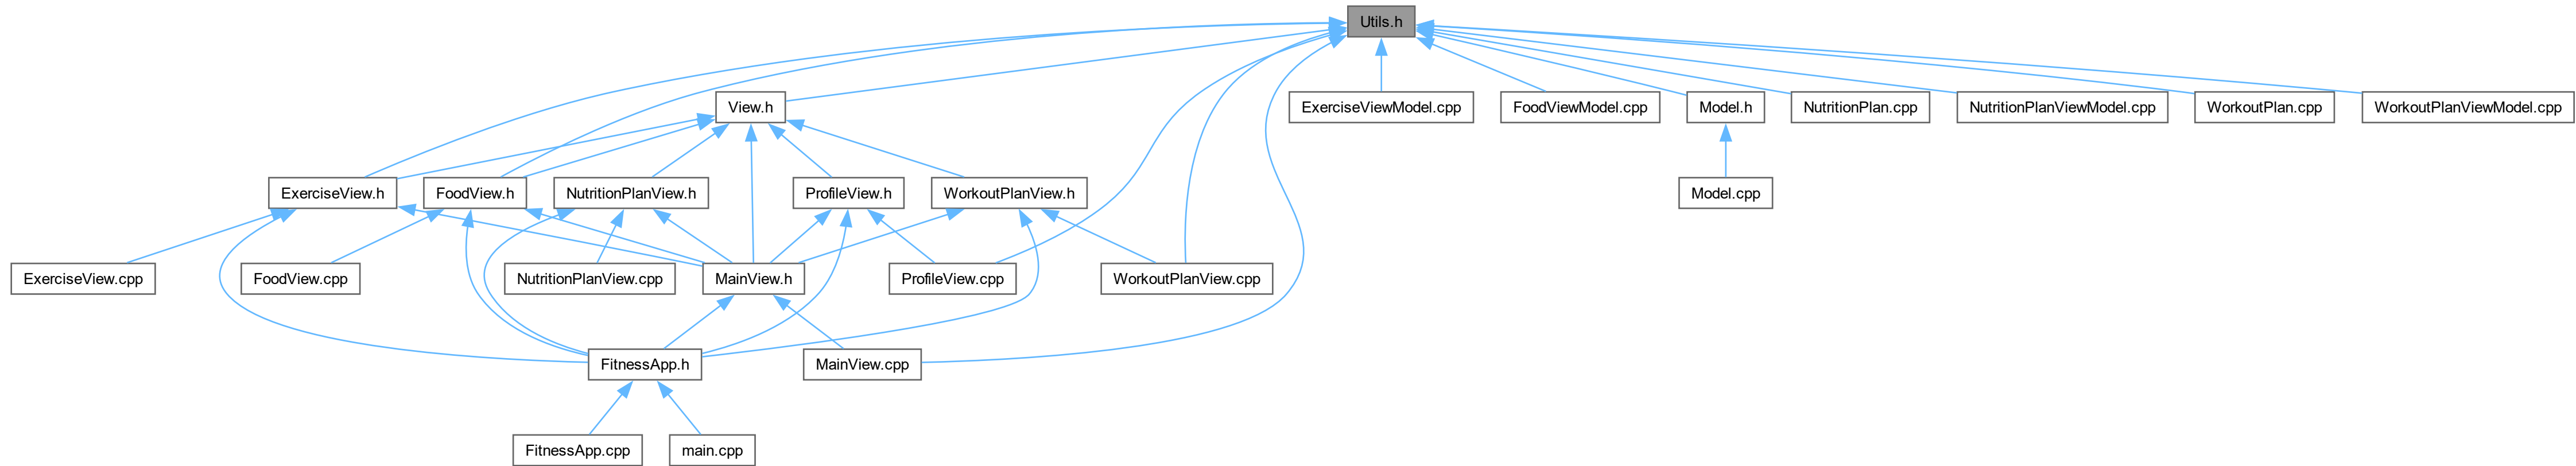 Utils.h
View.h
ExerciseViewModel.cpp
FoodViewModel.cpp
Model.h
NutritionPlan.cpp
NutritionPlanViewModel.cpp
WorkoutPlan.cpp
WorkoutPlanViewModel.cpp
ExerciseView.h
FoodView.h
NutritionPlanView.h
ProfileView.h
WorkoutPlanView.h
Model.cpp
ExerciseView.cpp
FoodView.cpp
NutritionPlanView.cpp
MainView.h
ProfileView.cpp
WorkoutPlanView.cpp
FitnessApp.h
MainView.cpp
FitnessApp.cpp
main.cpp